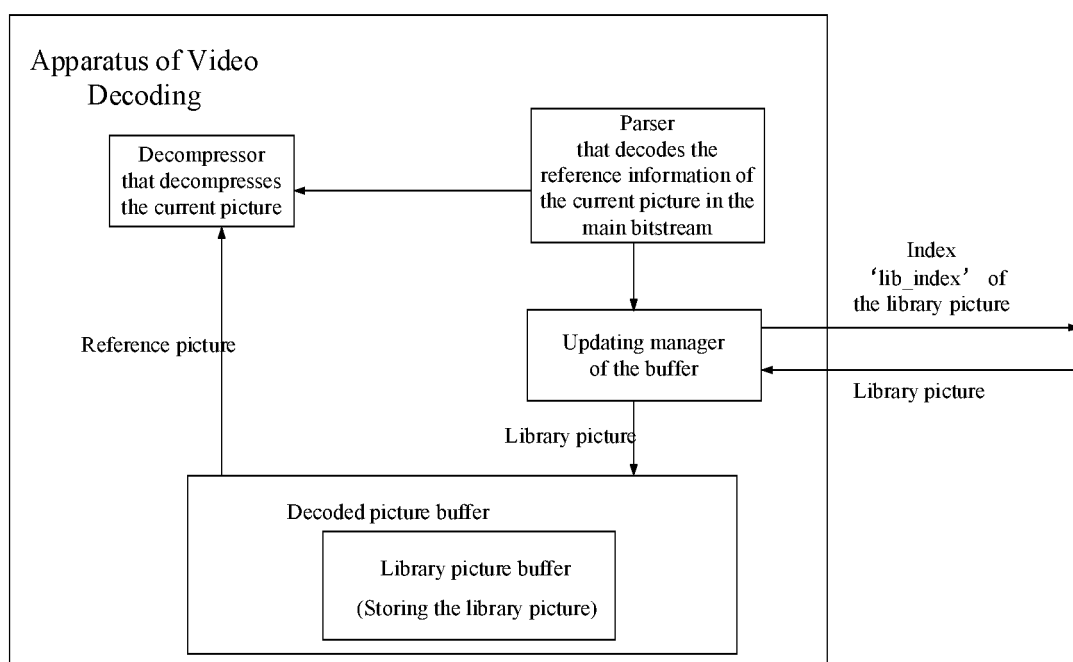 Apparatus of Video
Decoding
Decompressor
that decompresses
the current picture
Parser
that decodes the
reference information of
the current picture in the
main bitstream
Index
‘lib_index’ of
the library picture
Reference picture
Updating manager
of the buffer
Library picture
Library picture
Decoded picture buffer
Library picture buffer
(Storing the library picture)